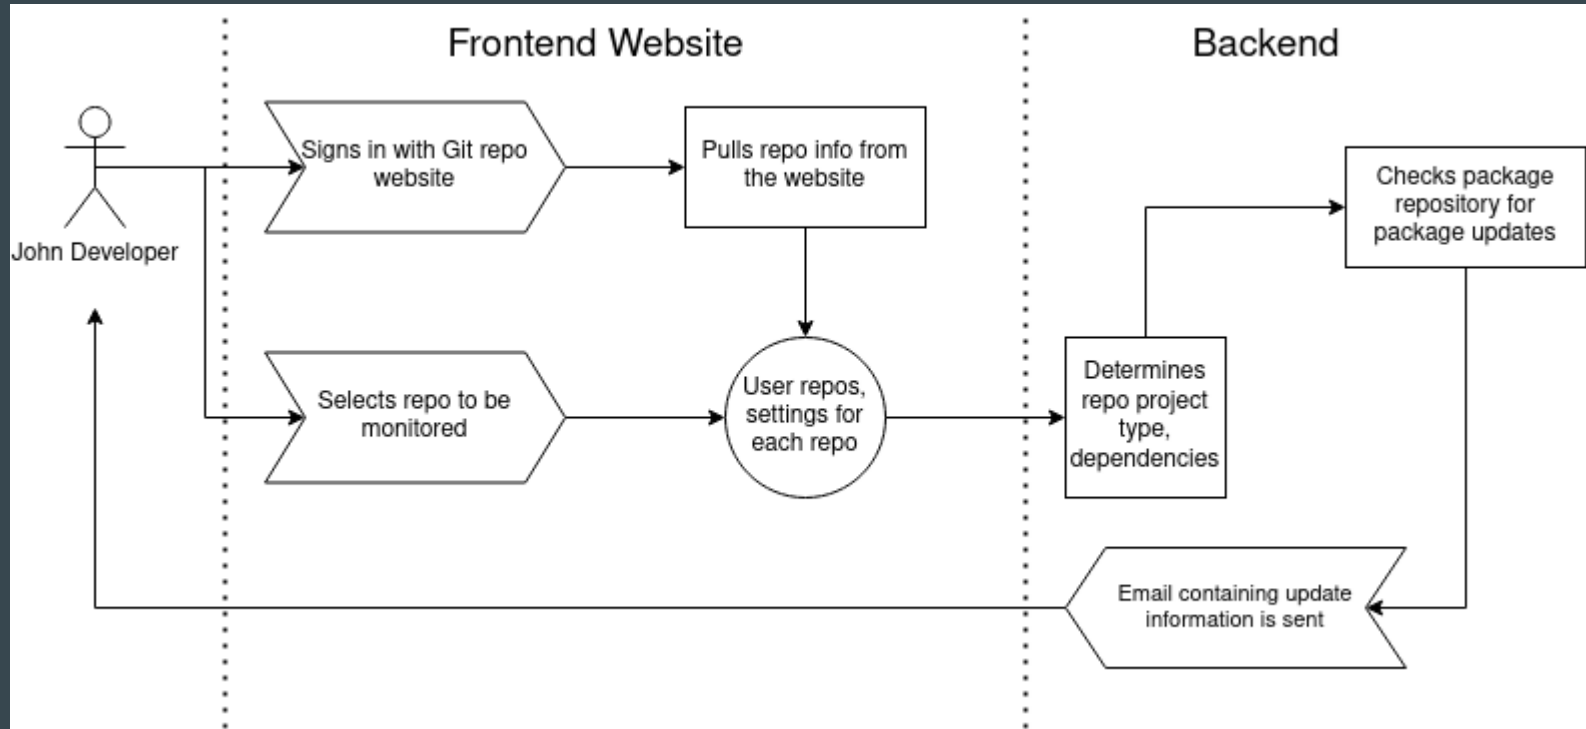 Frontend Website
Backend
John Developer
Signs in with Git repo
website
Pulls repo info from
the website
Checks package
repository for
package updates
Selects repo to be
monitored
User repos,
settings for
each repo
Determines
repo project
type,
dependencies
Email containing update
information is sent